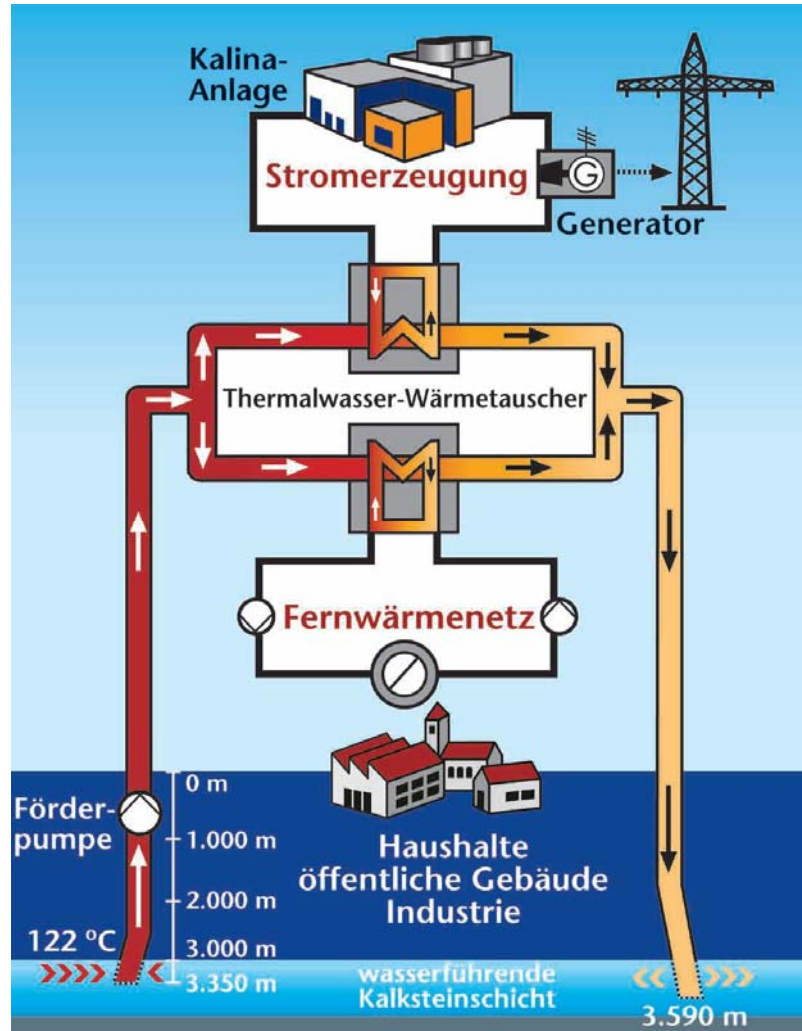 Kalina-
Anlage
Stromerzeugung
G
Generator
Thermalwasser-Wärmetauscher
Fernwärmenetz
0 m
Förder-
pumpe
1.000 m
2.000 m
3.000 m
3.350 m
122 ºC
Haushalte
öffentliche Gebäude
Industrie
wasserführende
Kalksteinschicht
3.590 m